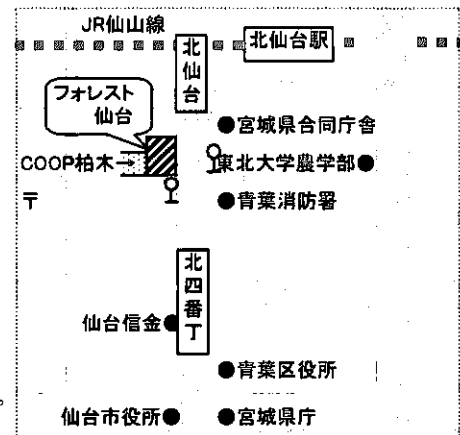 JR仙山線
北仙台駅
北仙台
フォレスト
仙台
●宮城県合同庁舎
COOP柏木→
東北大学農学部●
〒
●青葉消防署
北四番丁
仙台信金●
●青葉区役所
仙台市役所●
●宮城県庁